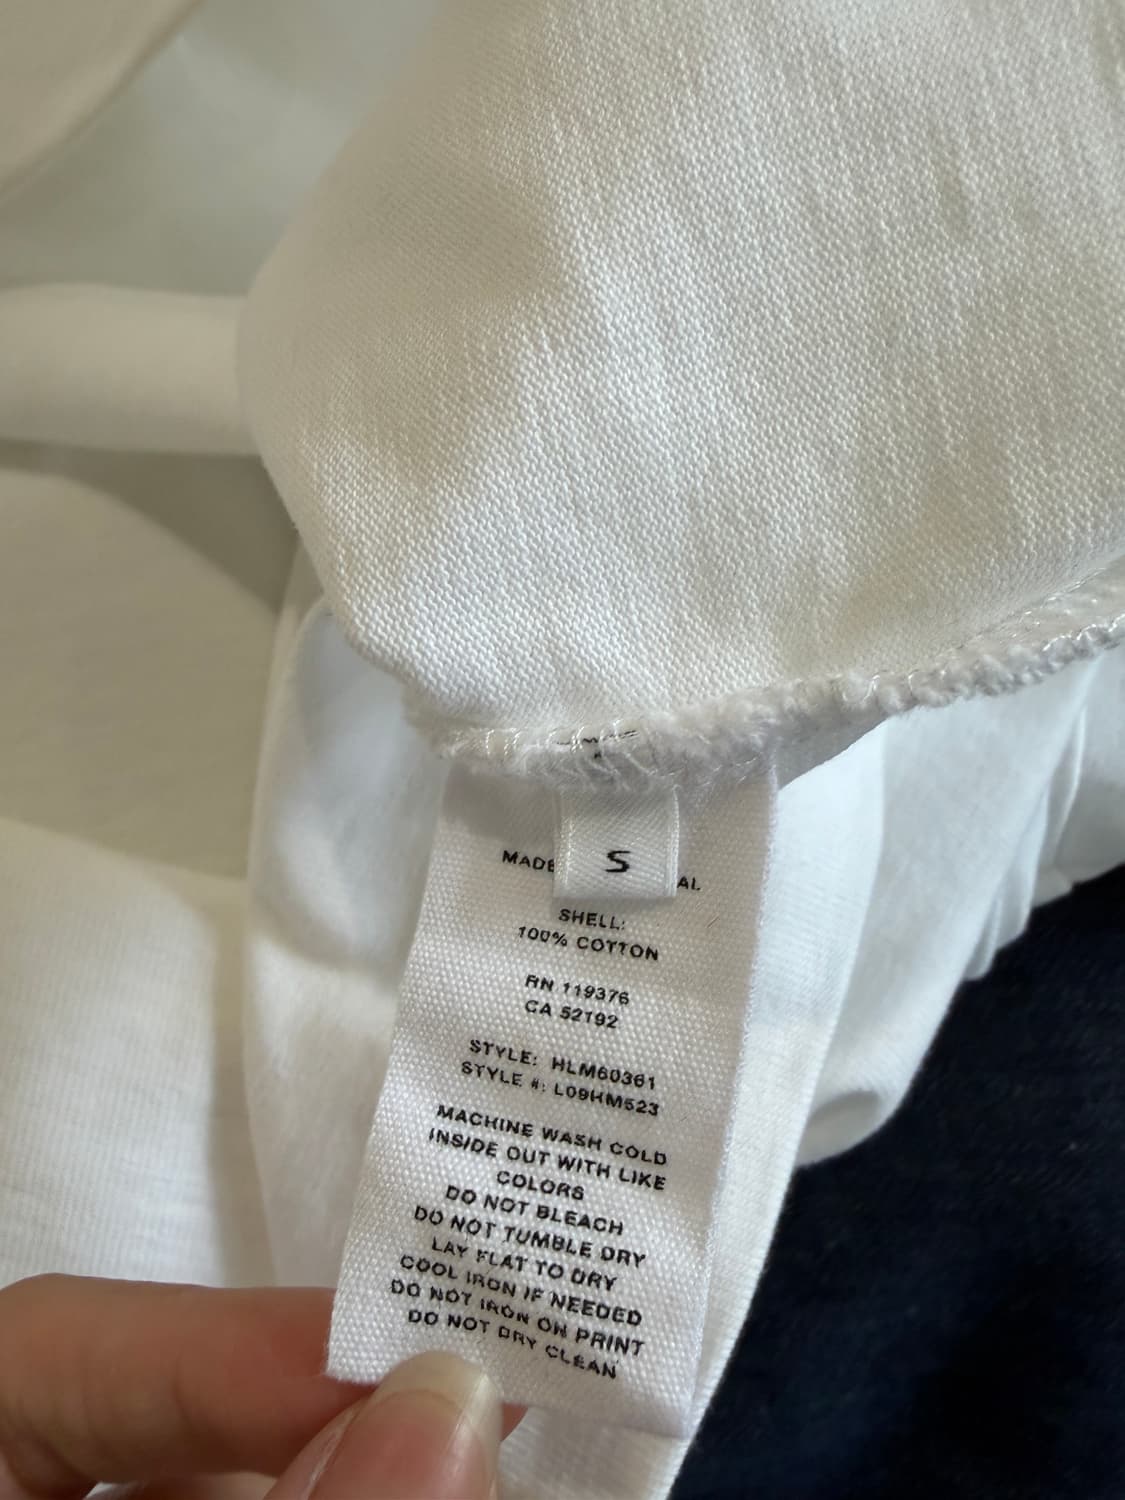 S
MADE
AL
SHELL:
100% COTTON
RN 119376
CA 52192
STYLE: HLM60361
STYLE #: L09HM523
MACHINE WASH COLD
INSIDE OUT WITH LIKE
COLORS
DO NOT BLEACH
DO NOT TUMBLE DRY
LAY FLAT TO DRY
COOL IRON IF NEEDED
DO NOT IRON ON PRINT
DO NOT DRY CLEAN